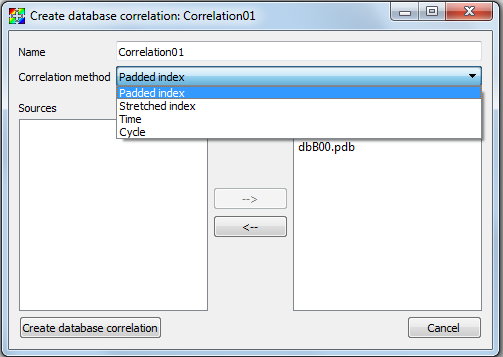 Create database correlation: Correlation01
Name Correlation01
Correlation method Padded index
Padded index
Stretched index
Time
Cycle
Sources
dbB00.pdb
-->
<--
Create database correlation Cancel